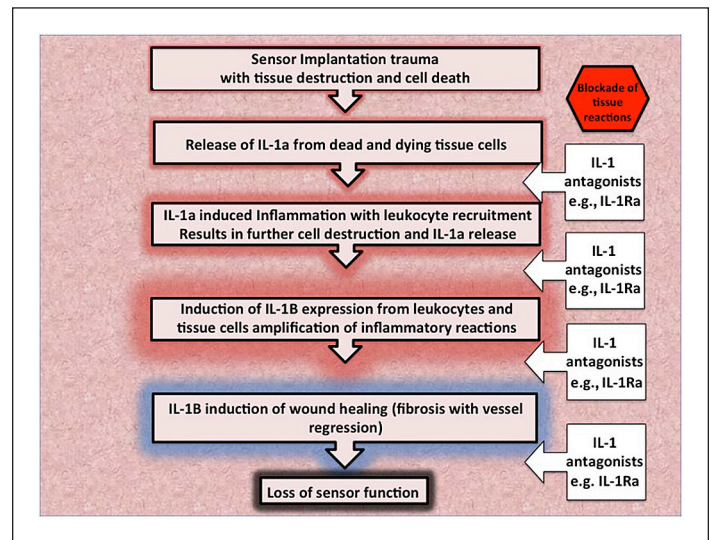 Sensor Implantation trauma
with tissue destruction and cell death
Blockade of
tissue
reactions
Release of IL-1a from dead and dying tissue cells
IL-1
antagonists
e.g., IL-1Ra
IL-1a induced Inflammation with leukocyte recruitment
Results in further cell destruction and IL-1a release
IL-1
antagonists
e.g., IL-1Ra
Induction of IL-1B expression from leukocytes and
tissue cells amplification of inflammatory reactions
IL-1
antagonists
e.g., IL-1Ra
IL-1B induction of wound healing (fibrosis with vessel
regression)
IL-1
antagonists
e.g. IL-1Ra
Loss of sensor function